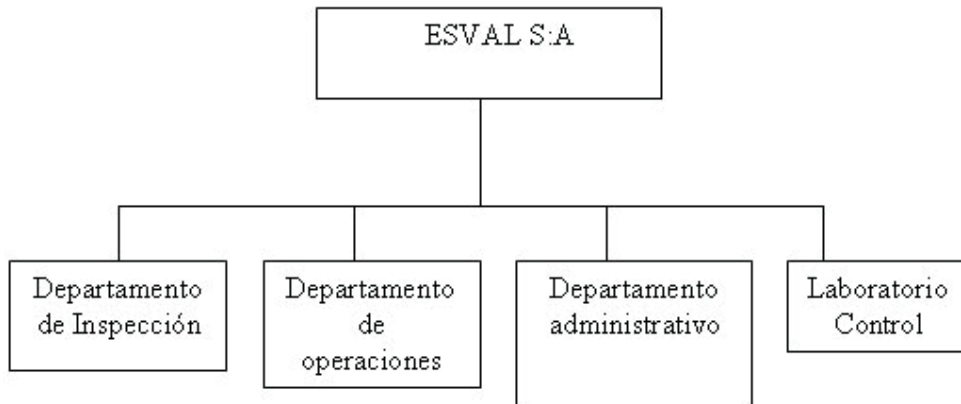 ESVAL S:A
Departamento
de Inspección
Departamento
de
operaciones
Departamento
administrativo
Laboratorio
Control